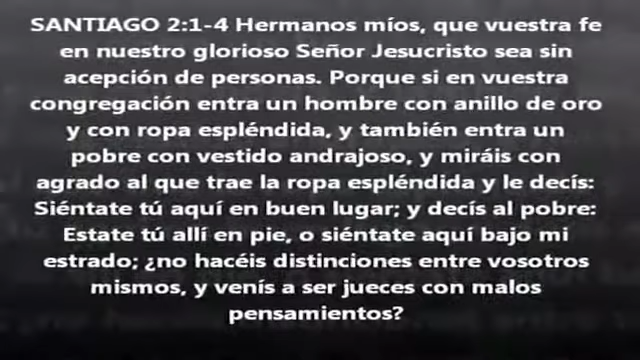 SANTIAGO 2:1-4 Hermanos míos, que vuestra fe
en nuestro glorioso Señor Jesucristo sea sin
acepción de personas. Porque si en vuestra
congregación entra un hombre con anillo de oro
y con ropa espléndida, y también entra un
pobre con vestido andrajoso, y miráis con
agrado al que trae la ropa espléndida y le decís:
Siéntate tú aquí en buen lugar; y decís al pobre:
Estate tú allí en pie, o siéntate aquí bajo mi
estrado; ¿no hacéis distinciones entre vosotros
mismos, y venís a ser jueces con malos
pensamientos?